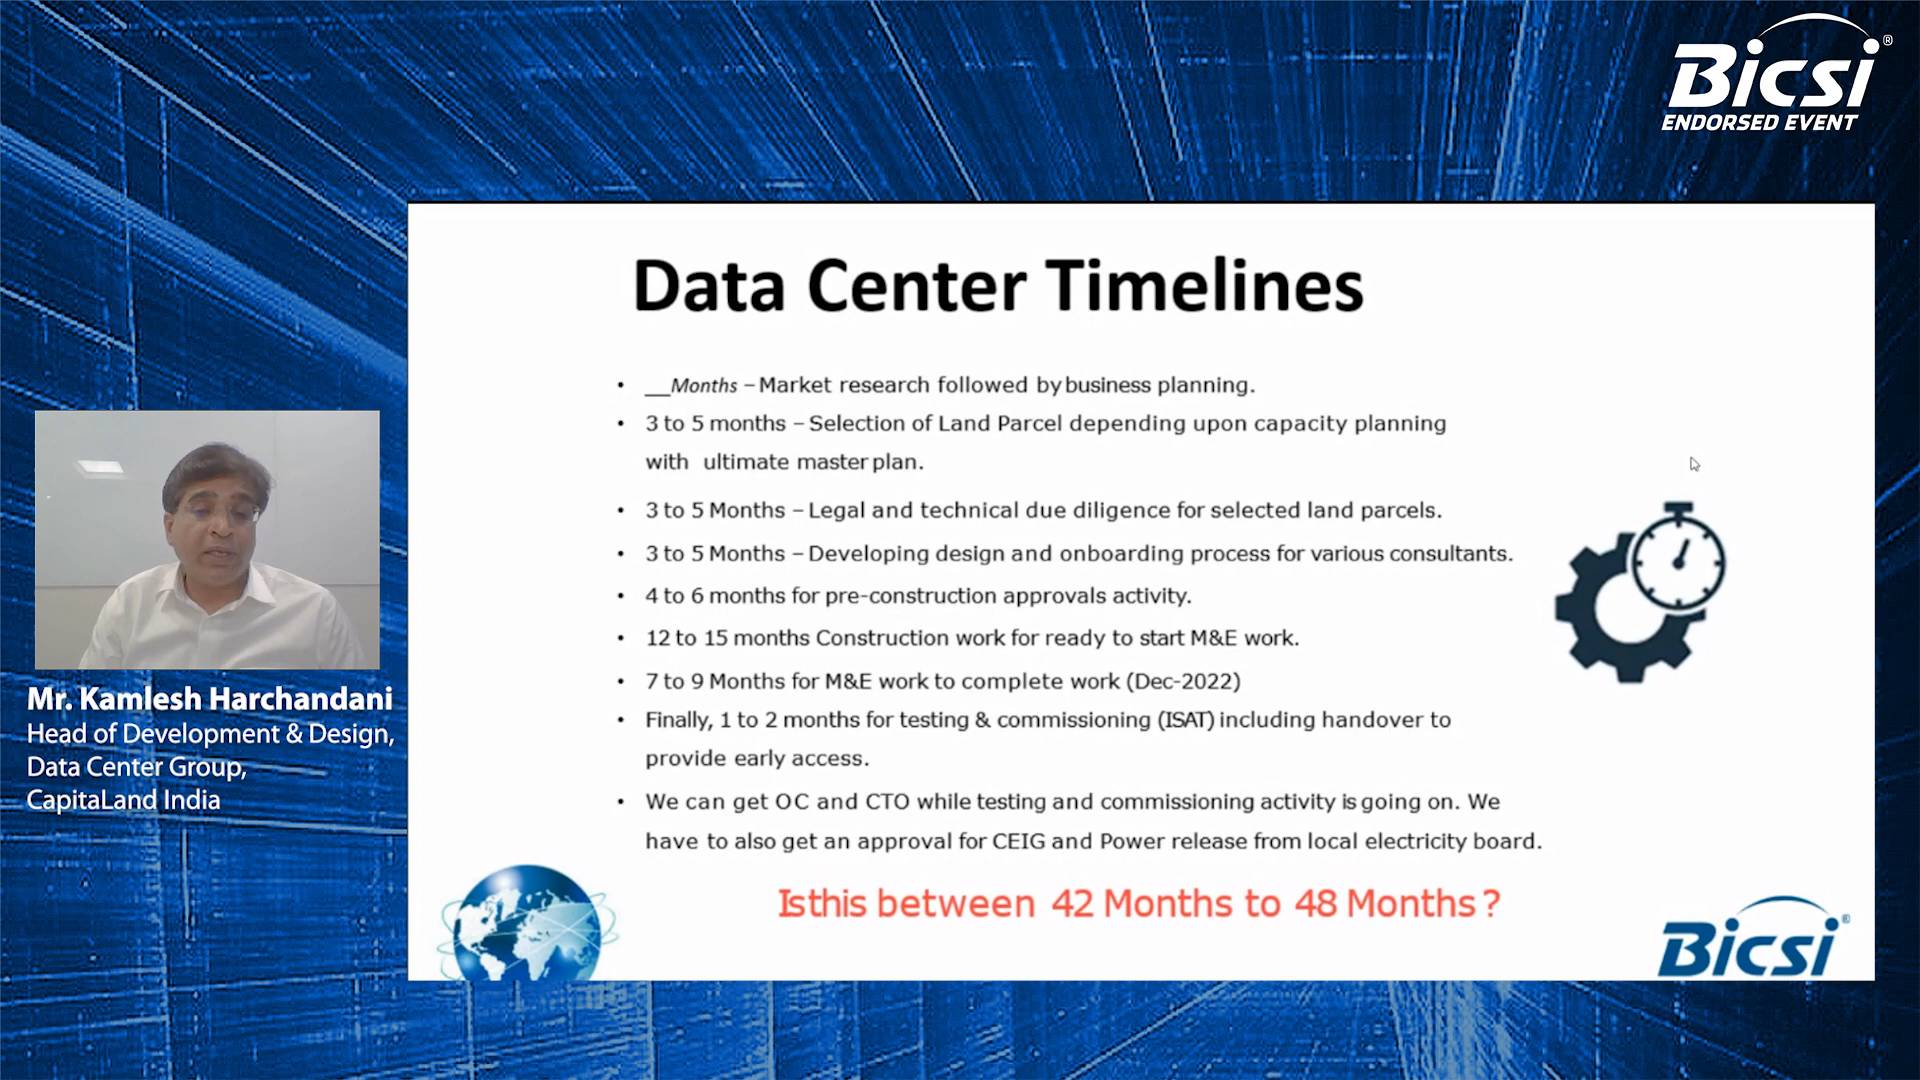 Bicsi®
ENDORSED EVENT
Data Center Timelines
• __Months – Market research followed by business planning.
• 3 to 5 months – Selection of Land Parcel depending upon capacity planning
with ultimate master plan.
• 3 to 5 Months – Legal and technical due diligence for selected land parcels.
• 3 to 5 Months – Developing design and onboarding process for various consultants.
• 4 to 6 months for pre-construction approvals activity.
• 12 to 15 months Construction work for ready to start M&E work.
• 7 to 9 Months for M&E work to complete work (Dec-2022)
• Finally, 1 to 2 months for testing & commissioning (ISAT) including handover to
provide early access.
• We can get OC and CTO while testing and commissioning activity is going on. We
have to also get an approval for CEIG and Power release from local electricity board.
Isthis between 42 Months to 48 Months ?
Bicsi®
Mr. Kamlesh Harchandani
Head of Development & Design,
Data Center Group,
CapitaLand India